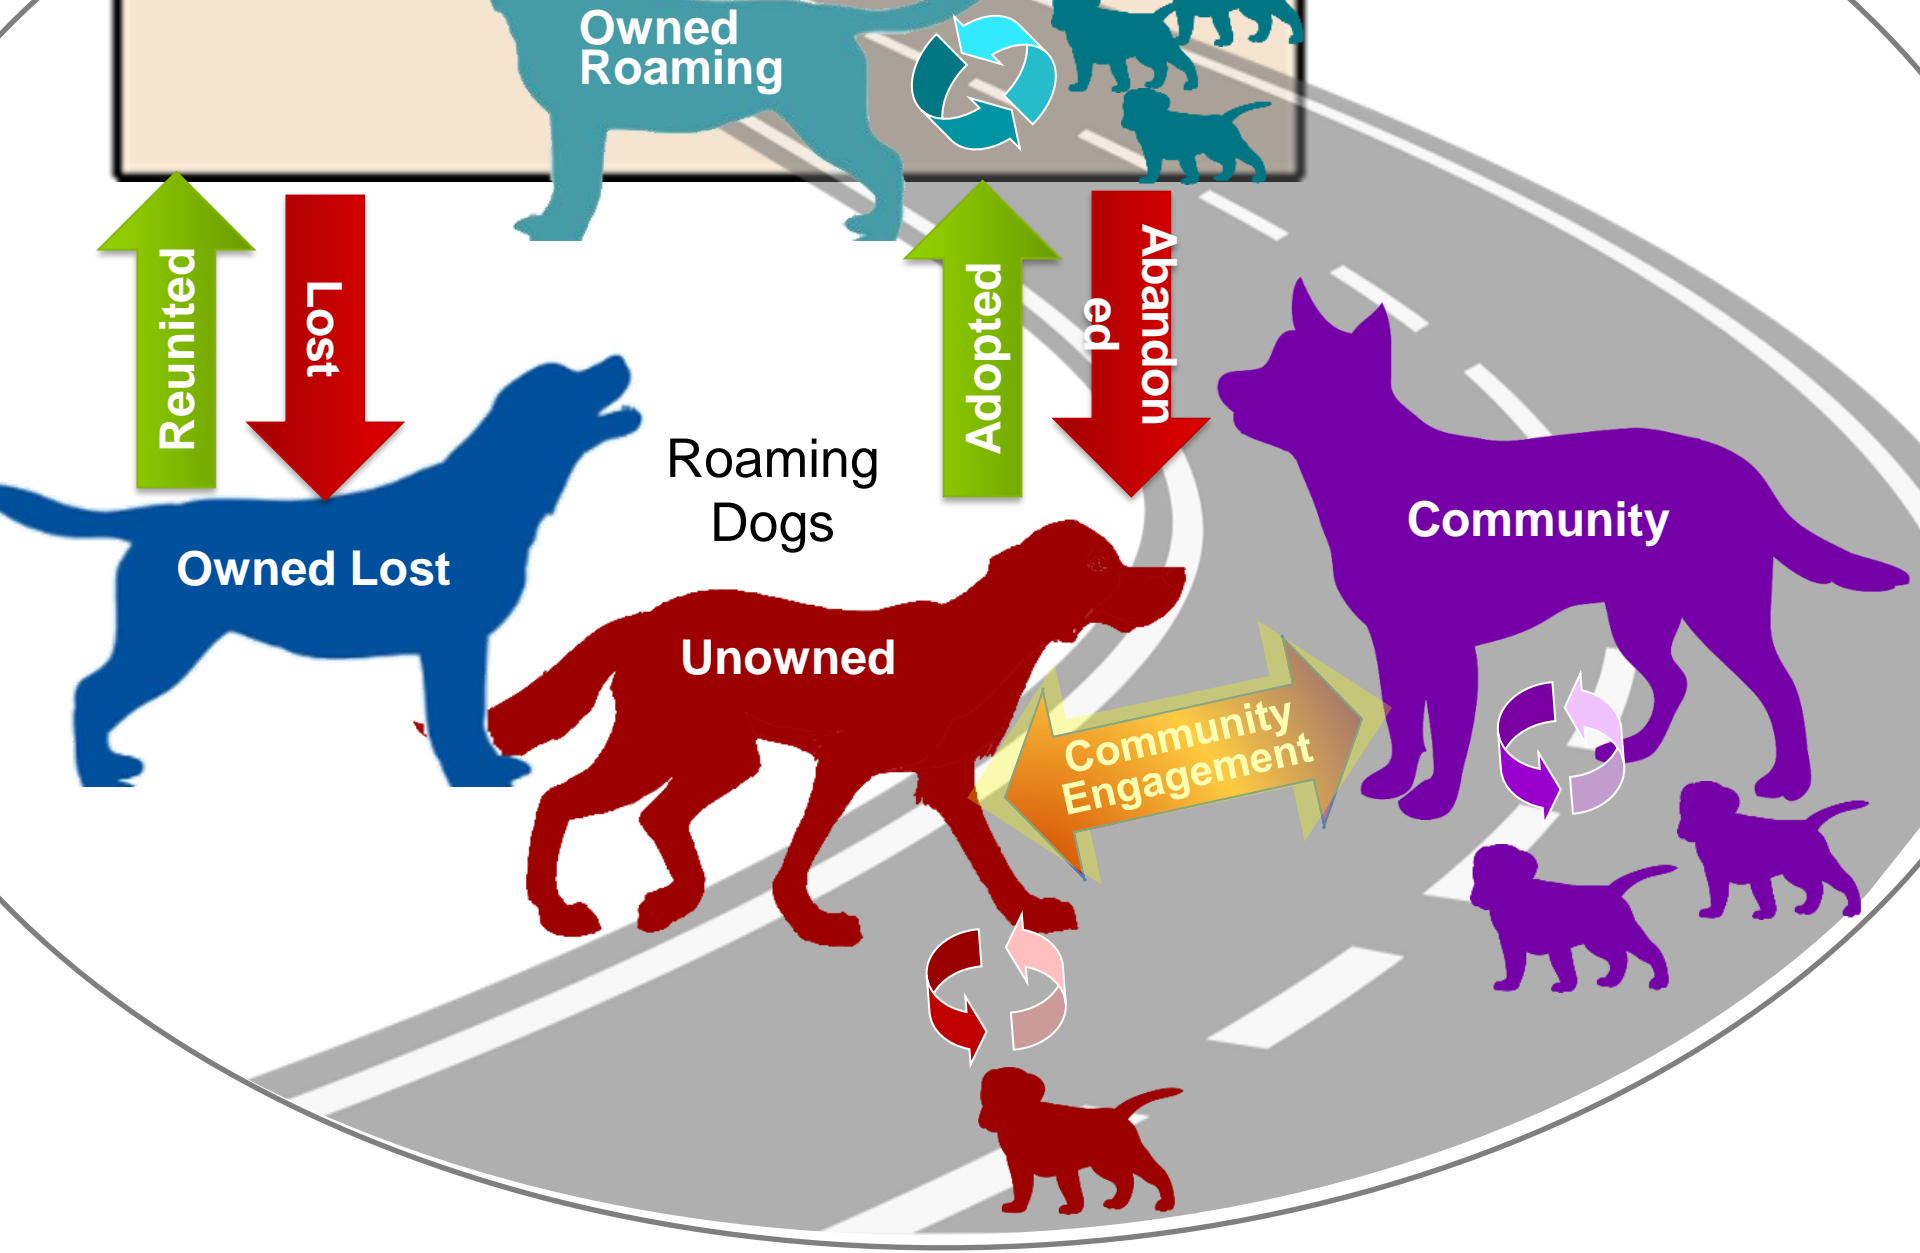 Owned
Roaming
Reunited
Lost
Adopted
Abandon
ed
Roaming
Dogs
Community
Owned Lost
Unowned
Community
Engagement